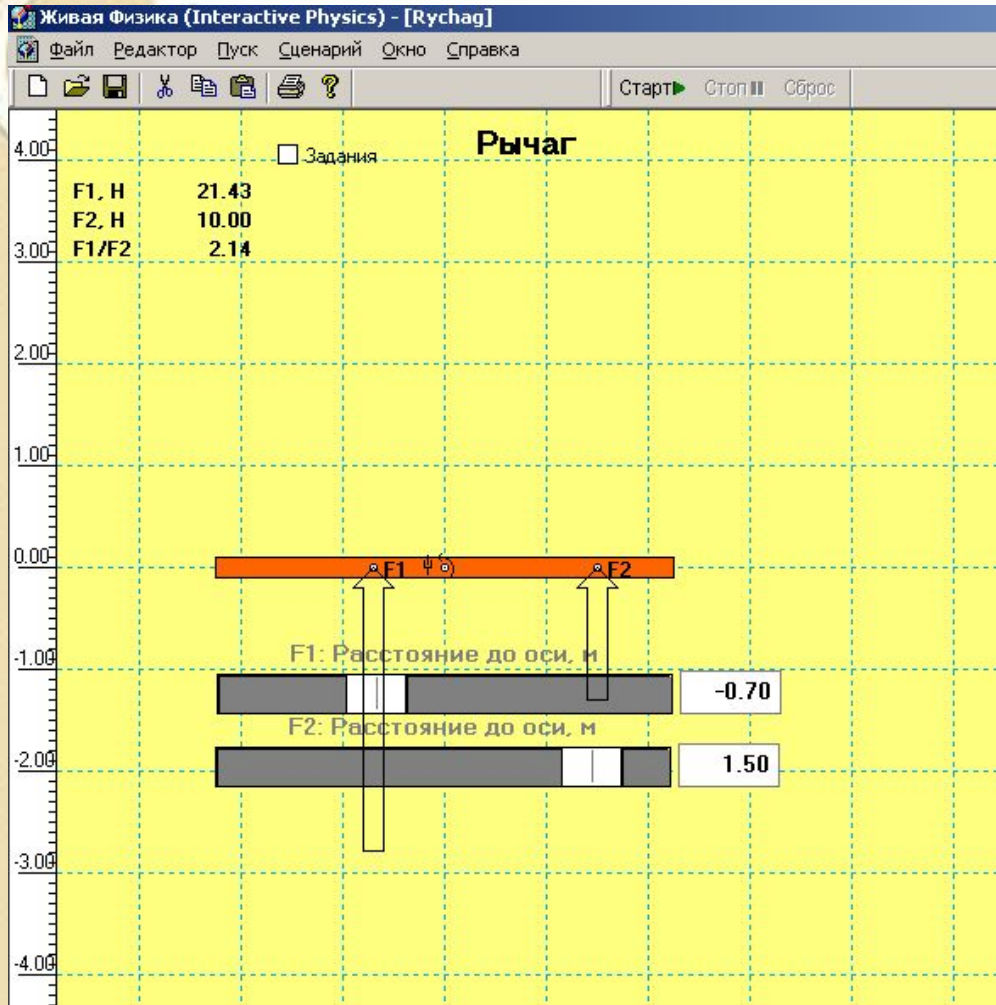 Живая Физика (Interactive Physics) - [Rychag]
Файл Редактор Пуск Сценарий Окно Справка
Старт Стоп Сброс
Рычаг
4.00
Задания
F1, Н 21.43
F2, Н 10.00
3.00
F1/F2 2.14
2.00
1.00
0.00
F1 F2
-1.00
F1: Расстояние до оси, м
-0.70
F2: Расстояние до оси, м
-2.00
1.50
-3.00
-4.00